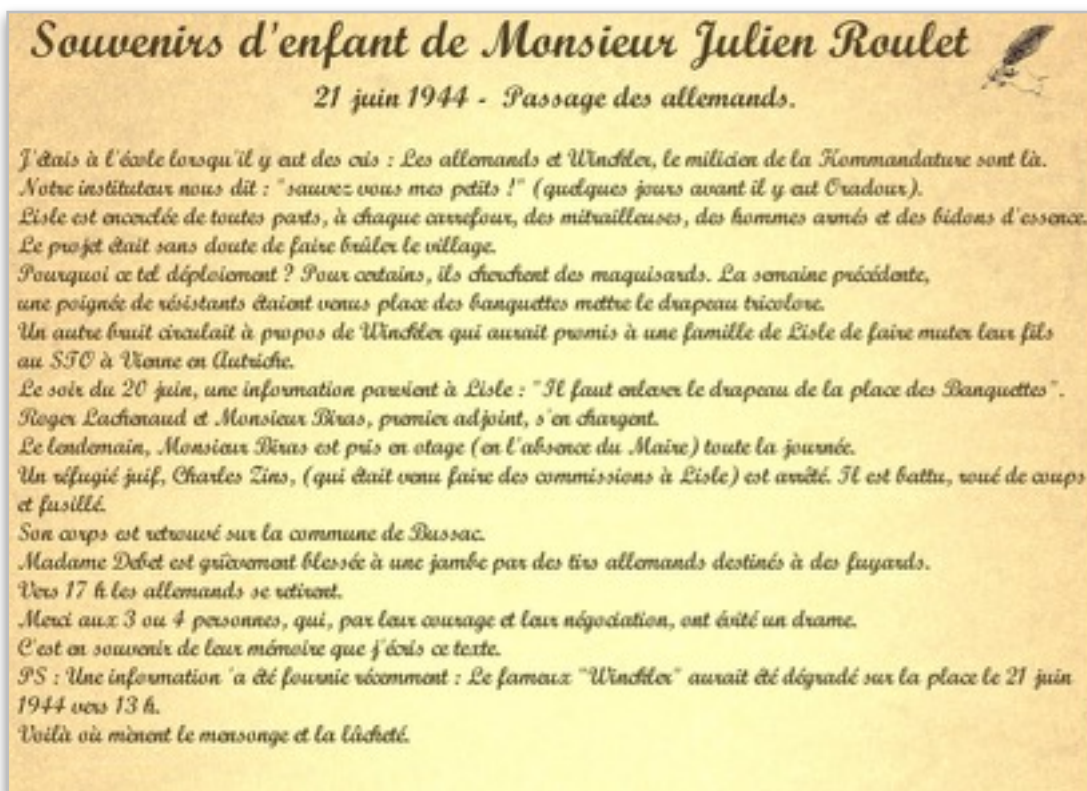 Souvenirs d'enfant de Monsieur Julien Roulet
21 juin 1944 - Passage des allemands.
J'étais à l'école lorsqu'il y eut des cris : Les allemands et Winckler, le milicien de la Kommandature sont là.
Notre instituteur nous dit : "sauvez vous mes petits !" (quelques jours avant il y eut Oradour).
Lisle est encerclée de toutes parts, à chaque carrefour, des mitrailleuses, des hommes armés et des bidons d'essence.
Le projet était sans doute de faire brûler le village.
Pourquoi ce tel déploiement ? Pour certains, ils cherchent des maquisards. La semaine précédente,
une poignée de résistants étaient venus place des banquettes mettre le drapeau tricolore.
Un autre bruit circulait à propos de Winckler qui aurait promis à une famille de Lisle de faire muter leur fils
au STO à Vienne en Autriche.
Le soir du 20 juin, une information parvient à Lisle : "Il faut enlever le drapeau de la place des Banquettes".
Roger Lachenaud et Monsieur Biras, premier adjoint, s'en chargent.
Le lendemain, Monsieur Biras est pris en otage (en l'absence du Maire) toute la journée.
Un réfugié juif, Charles Zins, (qui était venu faire des commissions à Lisle) est arrêté. Il est battu, roué de coups
et fusillé.
Son corps est retrouvé sur la commune de Bussac.
Madame Debet est grièvement blessée à une jambe par des tirs allemands destinés à des fuyards.
Vers 17 h les allemands se retirent.
Merci aux 3 ou 4 personnes, qui, par leur courage et leur négociation, ont évité un drame.
C'est en souvenir de leur mémoire que j'écris ce texte.
PS : Une information 'a été fournie récemment : Le fameux "Winckler" aurait été dégradé sur la place le 21 juin
1944 vers 13 h.
Voilà où mènent le mensonge et la lâcheté.